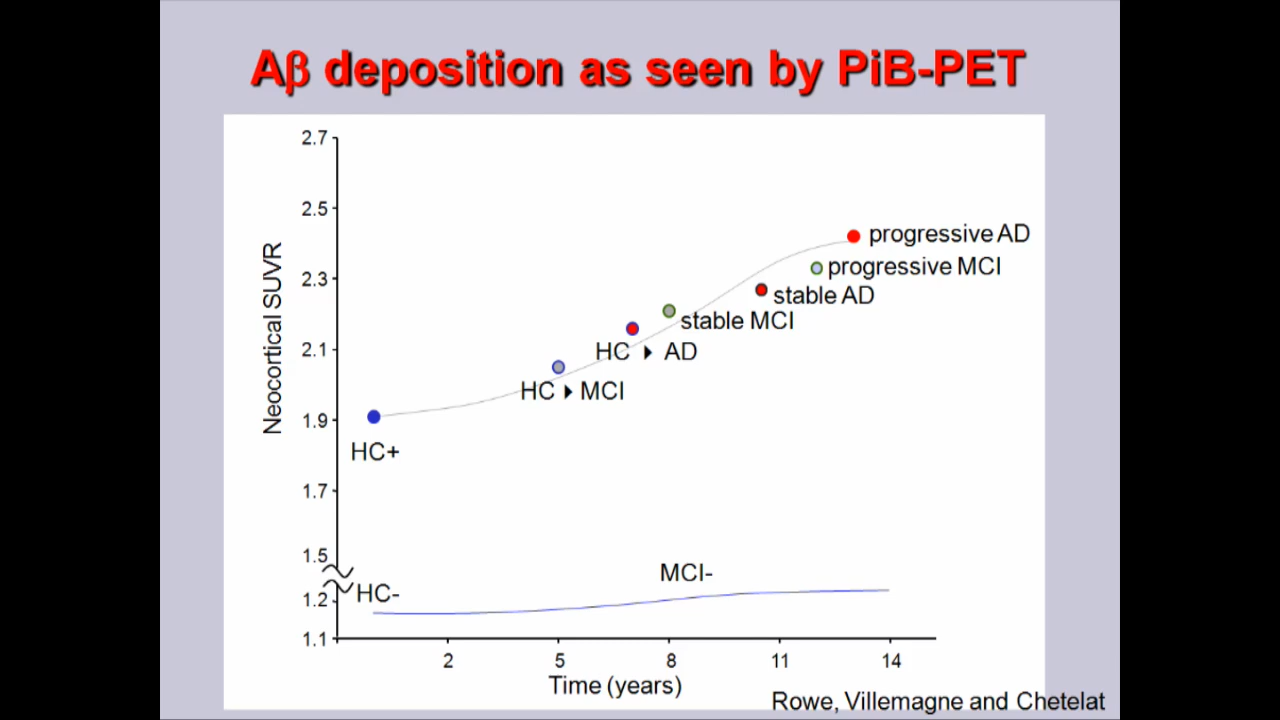 Aβ deposition as seen by PiB-PET
2.7
2.5
2.3
2.1
1.9
1.7
1.5
1.2
1.1
Neocortical SUVR
progressive AD
progressive MCI
stable AD
stable MCI
HC ▸ AD
HC ▸ MCI
HC+
MCI-
HC-
2 5 8 11 14
Time (years)
Rowe, Villemagne and Chetelat